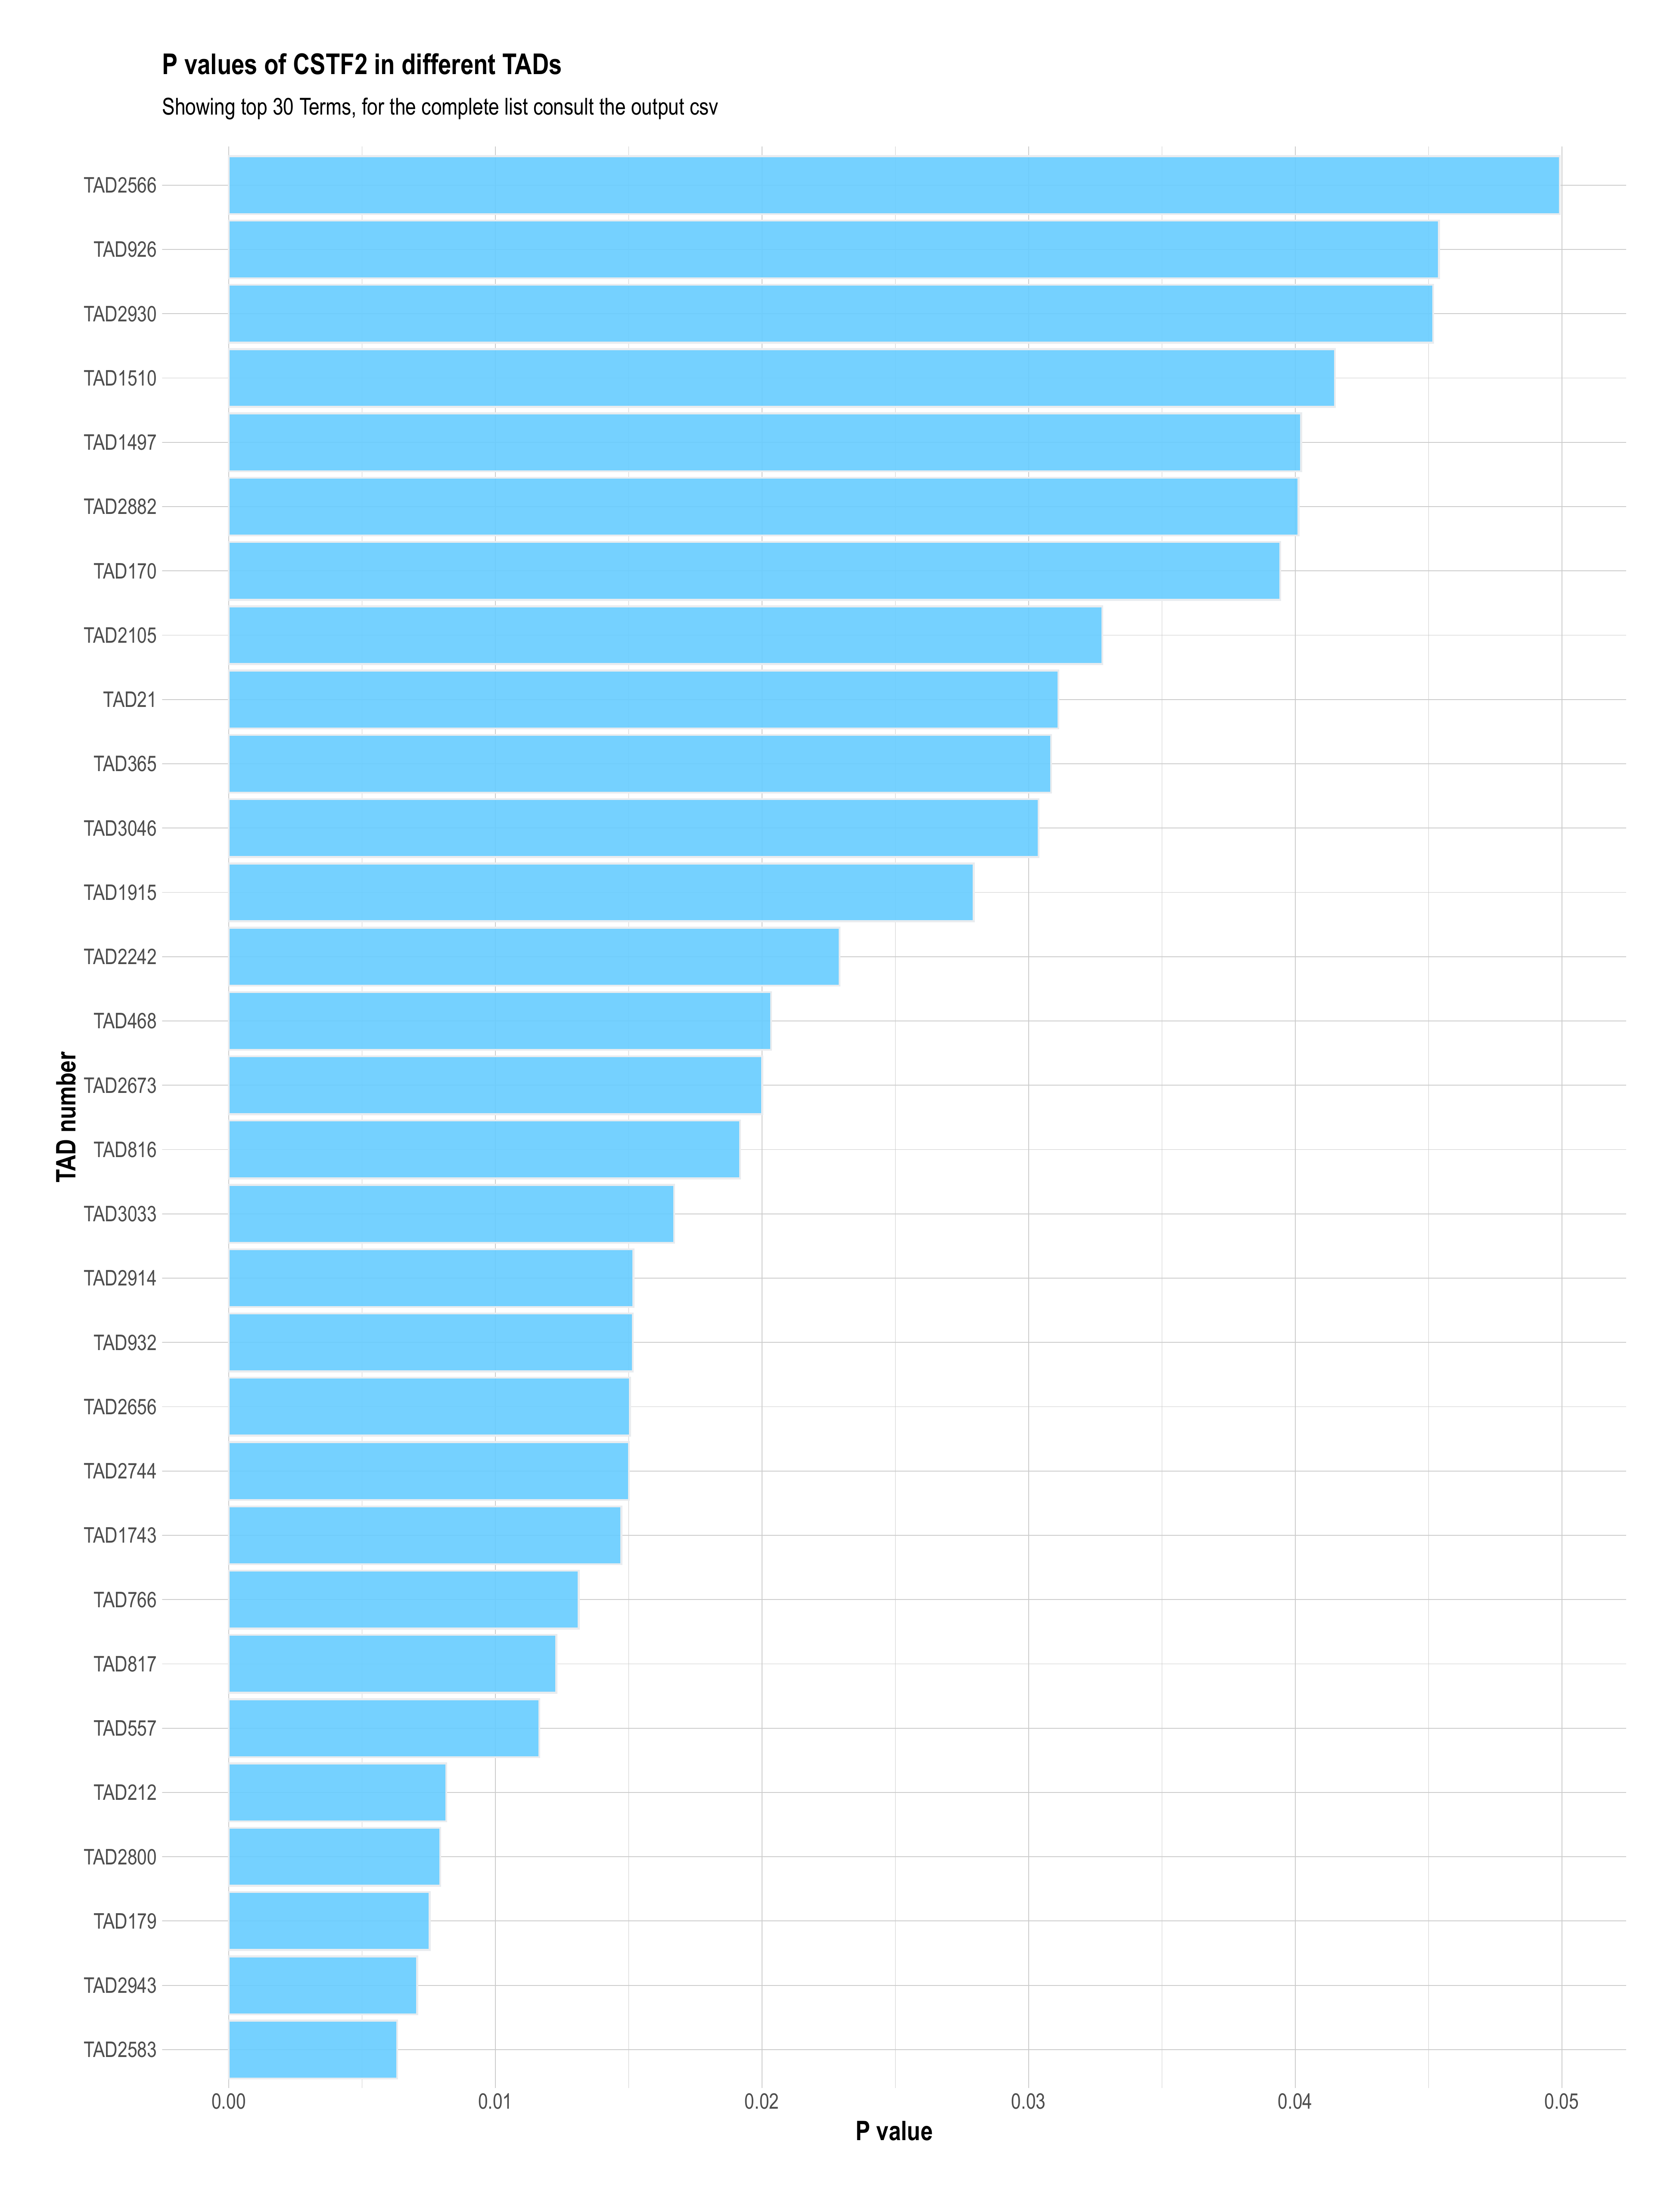 P values of CSTF2 in different TADs
Showing top 30 Terms, for the complete list consult the output csv
TAD2566
TAD926
TAD2930
TAD1510
TAD1497
TAD2882
TAD170
TAD2105
TAD21
TAD365
TAD3046
TAD1915
TAD2242
TAD468
TAD2673
TAD816
TAD3033
TAD2914
TAD932
TAD2656
TAD2744
TAD1743
TAD766
TAD817
TAD557
TAD212
TAD2800
TAD179
TAD2943
TAD2583
TAD number
0.00 0.01 0.02 0.03 0.04 0.05
P value